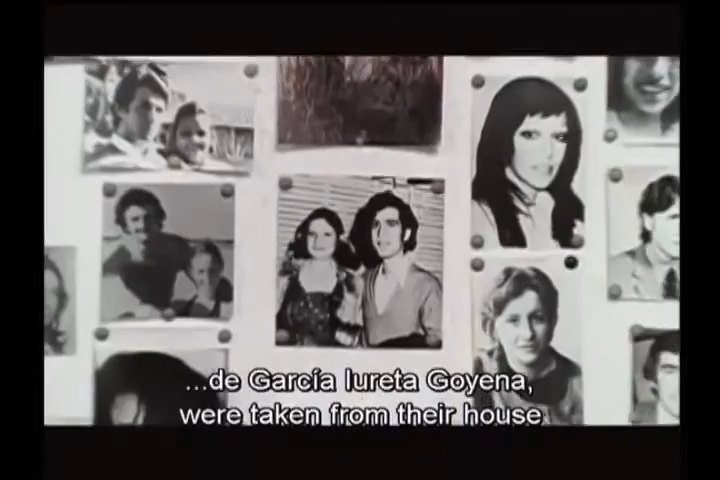 ...de García Iureta Goyena,
were taken from their house